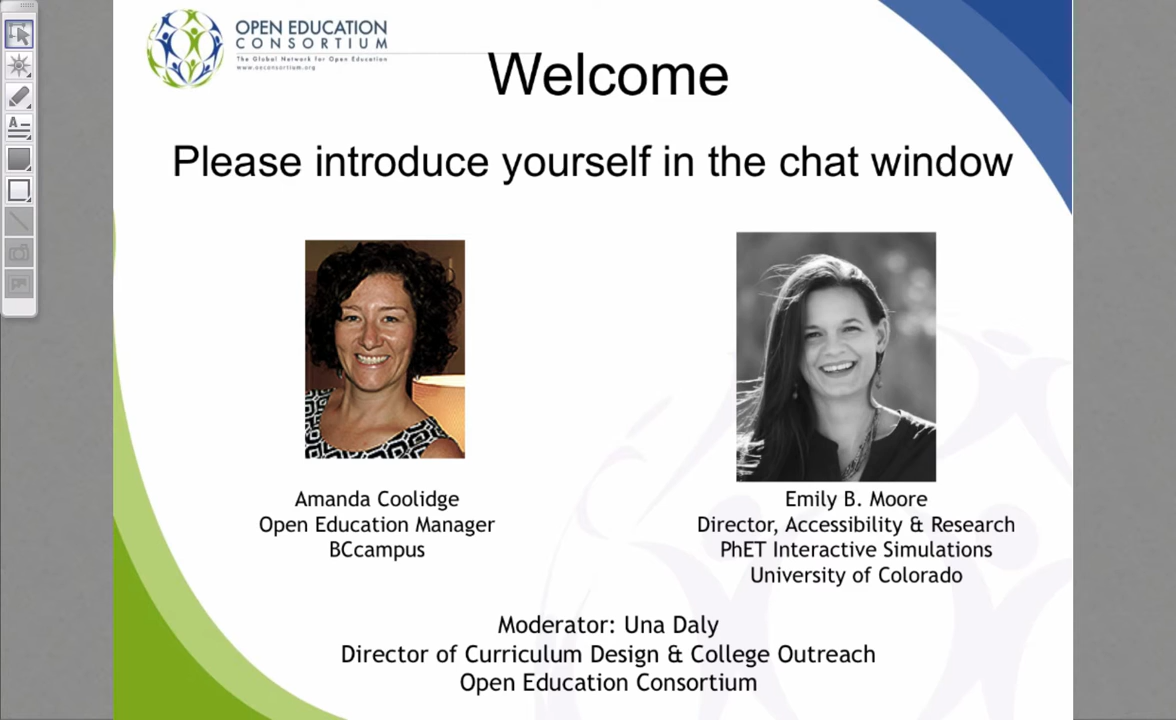 OPEN EDUCATION
CONSORTIUM
The Global Network for Open Education
www.oeconsortium.org
Welcome
Please introduce yourself in the chat window
Amanda Coolidge
Open Education Manager
BCcampus
Emily B. Moore
Director, Accessibility & Research
PhET Interactive Simulations
University of Colorado
Moderator: Una Daly
Director of Curriculum Design & College Outreach
Open Education Consortium